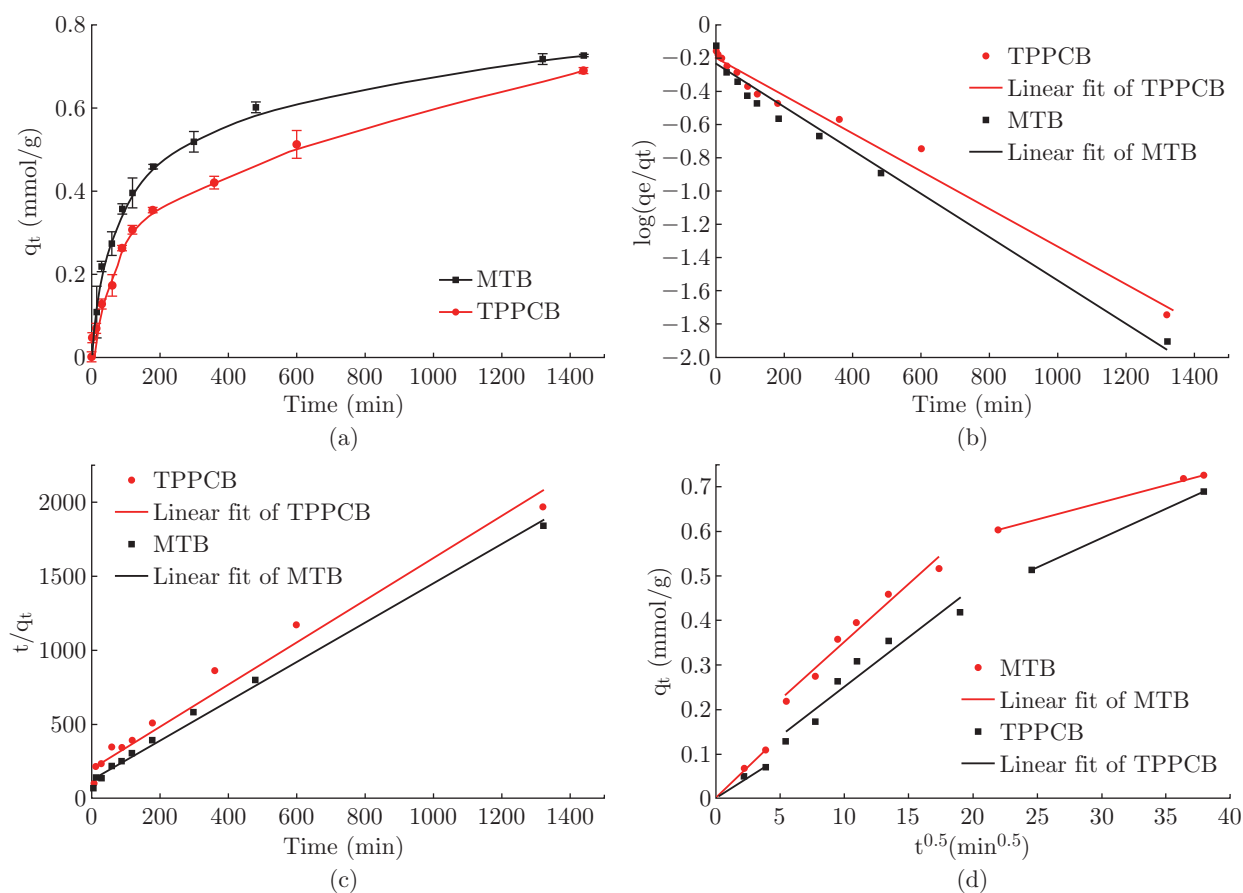 0.8
0.6
0.4
0.2
0
q_t (mmol/g)
MTB
TPPCB
0 200 400 600 800 1000 1200 1400
Time (min)
(a)
0
−0.2
−0.4
−0.6
−0.8
−1.0
−1.2
−1.4
−1.6
−1.8
−2.0
log(qe/qt)
TPPCB
Linear fit of TPPCB
MTB
Linear fit of MTB
0 200 400 600 800 1000 1200 1400
Time (min)
(b)
2000
1500
1000
500
0
t/q_t
TPPCB
Linear fit of TPPCB
MTB
Linear fit of MTB
0 200 400 600 800 1000 1200 1400
Time (min)
(c)
0.7
0.6
0.5
0.4
0.3
0.2
0.1
0
q_t (mmol/g)
MTB
Linear fit of MTB
TPPCB
Linear fit of TPPCB
0 5 10 15 20 25 30 35 40
t^0.5(min^0.5)
(d)